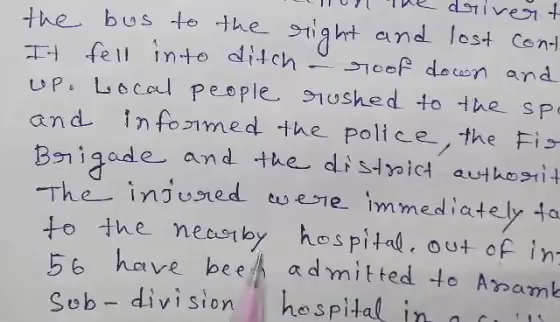 the driver
the bus to the right and lost
It fell into ditch – roof down and
up. Local people rushed to the
and informed the police, the
Brigade and the district
The injured were immediately
to the nearby hospital. out of
56 have been admitted to
Sub-division hospital in a